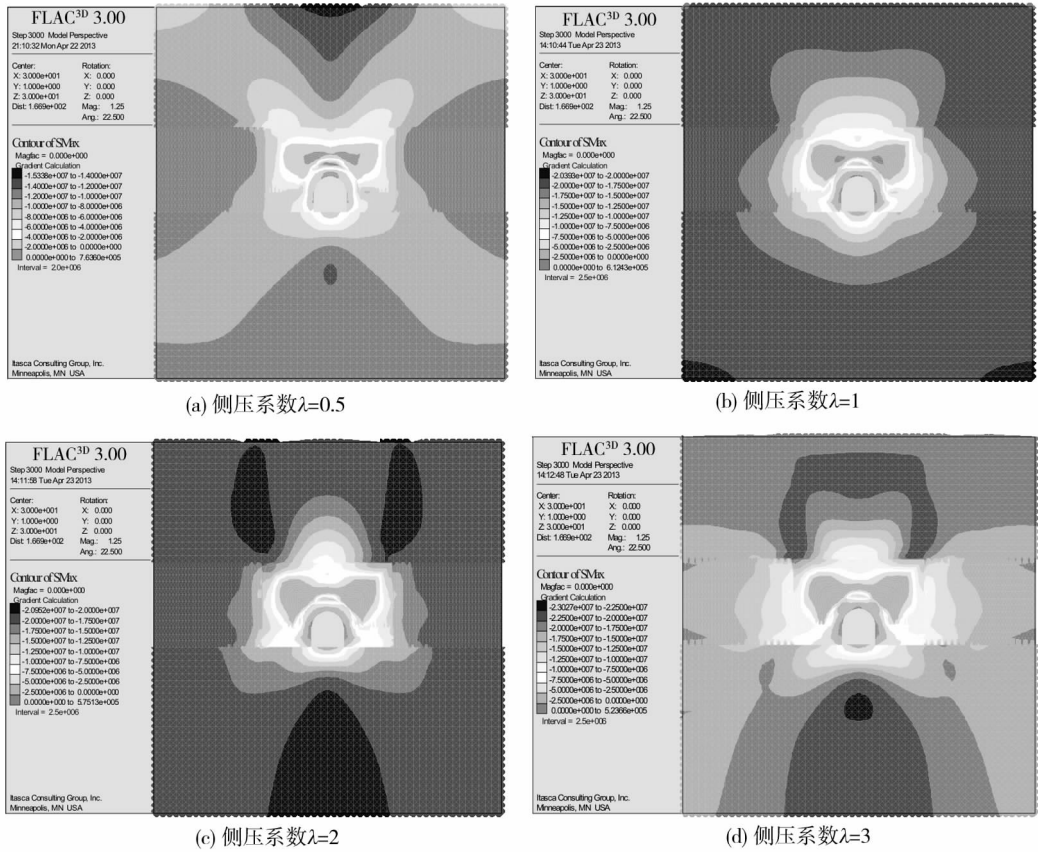 FLAC3D 3.00
Step 3000 Model Perspective
21:10:32 Mon Apr 22 2013
Center:
X: 3.000e+001
Y: 1.000e+000
Z: 3.000e+001
Dist: 1.669e+002
Rotation:
X: 0.000
Y: 0.000
Z: 0.000
Mag.: 1.25
Ang.: 22.500
Contour of SMax
Magfac = 0.000e+000
Gradient Calculation
-1.5338e+007 to -1.4000e+007
-1.4000e+007 to -1.2000e+007
-1.2000e+007 to -1.0000e+007
-1.0000e+007 to -8.0000e+006
-8.0000e+006 to -6.0000e+006
-6.0000e+006 to -4.0000e+006
-4.0000e+006 to -2.0000e+006
-2.0000e+006 to 0.0000e+000
0.0000e+000 to 7.6360e+005
Interval = 2.0e+006
Itasca Consulting Group, Inc.
Minneapolis, MN USA
(a) 侧压系数λ=0.5
FLAC3D 3.00
Step 3000 Model Perspective
14:10:44 Tue Apr 23 2013
Center:
X: 3.000e+001
Y: 1.000e+000
Z: 3.000e+001
Dist: 1.669e+002
Rotation:
X: 0.000
Y: 0.000
Z: 0.000
Mag.: 1.25
Ang.: 22.500
Contour of SMax
Magfac = 0.000e+000
Gradient Calculation
-2.0393e+007 to -2.0000e+007
-2.0000e+007 to -1.7500e+007
-1.7500e+007 to -1.5000e+007
-1.5000e+007 to -1.2500e+007
-1.2500e+007 to -1.0000e+007
-1.0000e+007 to -7.5000e+006
-7.5000e+006 to -5.0000e+006
-5.0000e+006 to -2.5000e+006
-2.5000e+006 to 0.0000e+000
0.0000e+000 to 6.1243e+005
Interval = 2.5e+006
Itasca Consulting Group, Inc.
Minneapolis, MN USA
(b) 侧压系数λ=1
FLAC3D 3.00
Step 3000 Model Perspective
14:11:58 Tue Apr 23 2013
Center:
X: 3.000e+001
Y: 1.000e+000
Z: 3.000e+001
Dist: 1.669e+002
Rotation:
X: 0.000
Y: 0.000
Z: 0.000
Mag.: 1.25
Ang.: 22.500
Contour of SMax
Magfac = 0.000e+000
Gradient Calculation
-2.0952e+007 to -2.0000e+007
-2.0000e+007 to -1.7500e+007
-1.7500e+007 to -1.5000e+007
-1.5000e+007 to -1.2500e+007
-1.2500e+007 to -1.0000e+007
-1.0000e+007 to -7.5000e+006
-7.5000e+006 to -5.0000e+006
-5.0000e+006 to -2.5000e+006
-2.5000e+006 to 0.0000e+000
0.0000e+000 to 5.7513e+005
Interval = 2.5e+006
Itasca Consulting Group, Inc.
Minneapolis, MN USA
(c) 侧压系数λ=2
FLAC3D 3.00
Step 3000 Model Perspective
14:12:48 Tue Apr 23 2013
Center:
X: 3.000e+001
Y: 1.000e+000
Z: 3.000e+001
Dist: 1.669e+002
Rotation:
X: 0.000
Y: 0.000
Z: 0.000
Mag.: 1.25
Ang.: 22.500
Contour of SMax
Magfac = 0.000e+000
Gradient Calculation
-2.3027e+007 to -2.2500e+007
-2.2500e+007 to -2.0000e+007
-2.0000e+007 to -1.7500e+007
-1.7500e+007 to -1.5000e+007
-1.5000e+007 to -1.2500e+007
-1.2500e+007 to -1.0000e+007
-1.0000e+007 to -7.5000e+006
-7.5000e+006 to -5.0000e+006
-5.0000e+006 to -2.5000e+006
-2.5000e+006 to 0.0000e+000
0.0000e+000 to 5.2366e+005
Interval = 2.5e+006
Itasca Consulting Group, Inc.
Minneapolis, MN USA
(d) 侧压系数λ=3